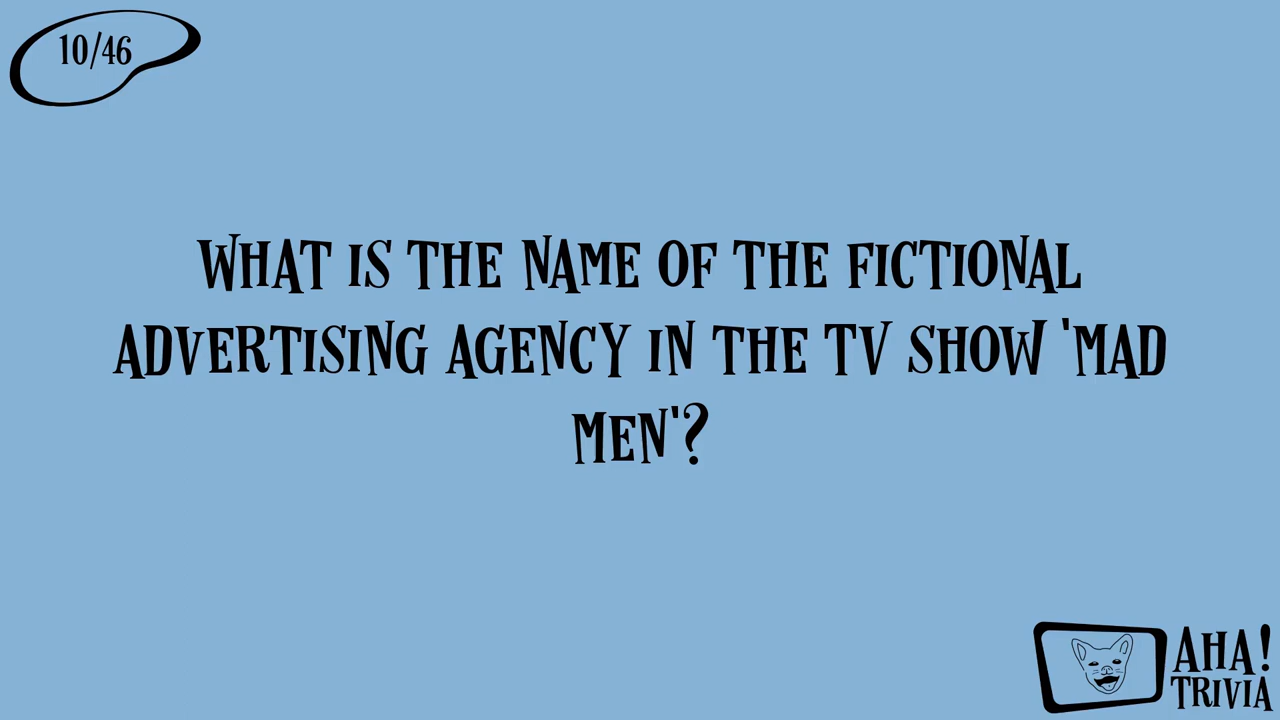 10/46
WHAT IS THE NAME OF THE FICTIONAL
ADVERTISING AGENCY IN THE TV SHOW 'MAD
MEN'?
AHA!
TRIVIA